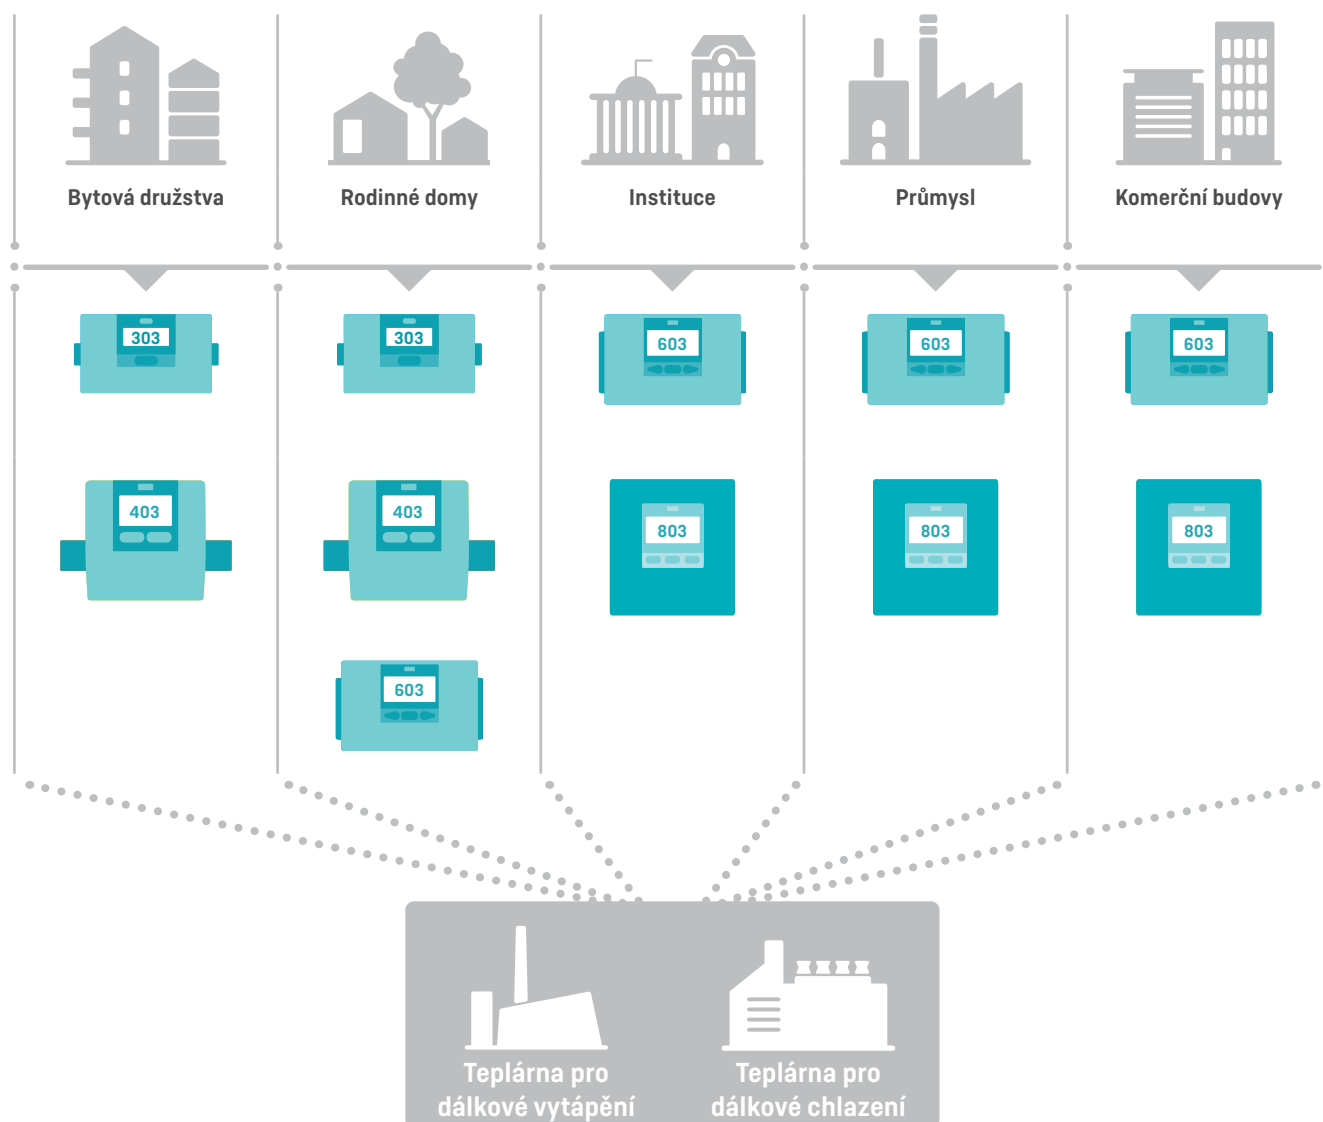 Bytová družstva
Rodinné domy
Instituce
Průmysl
Komerční budovy
303
303
603
603
603
403
403
803
803
803
603
Teplárna pro
dálkové vytápění
Teplárna pro
dálkové chlazení